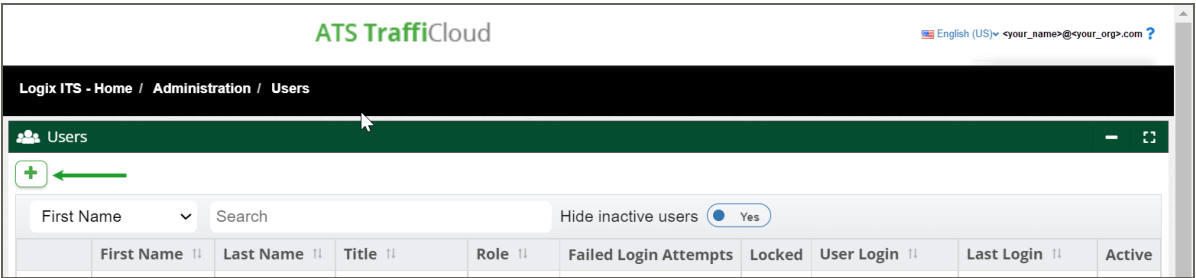 ATS TraffiCloud
English (US) <your_name>@<your_org>.com ?
Logix ITS - Home / Administration / Users
Users
First Name Search Hide inactive users Yes
First Name Last Name Title Role Failed Login Attempts Locked User Login Last Login Active